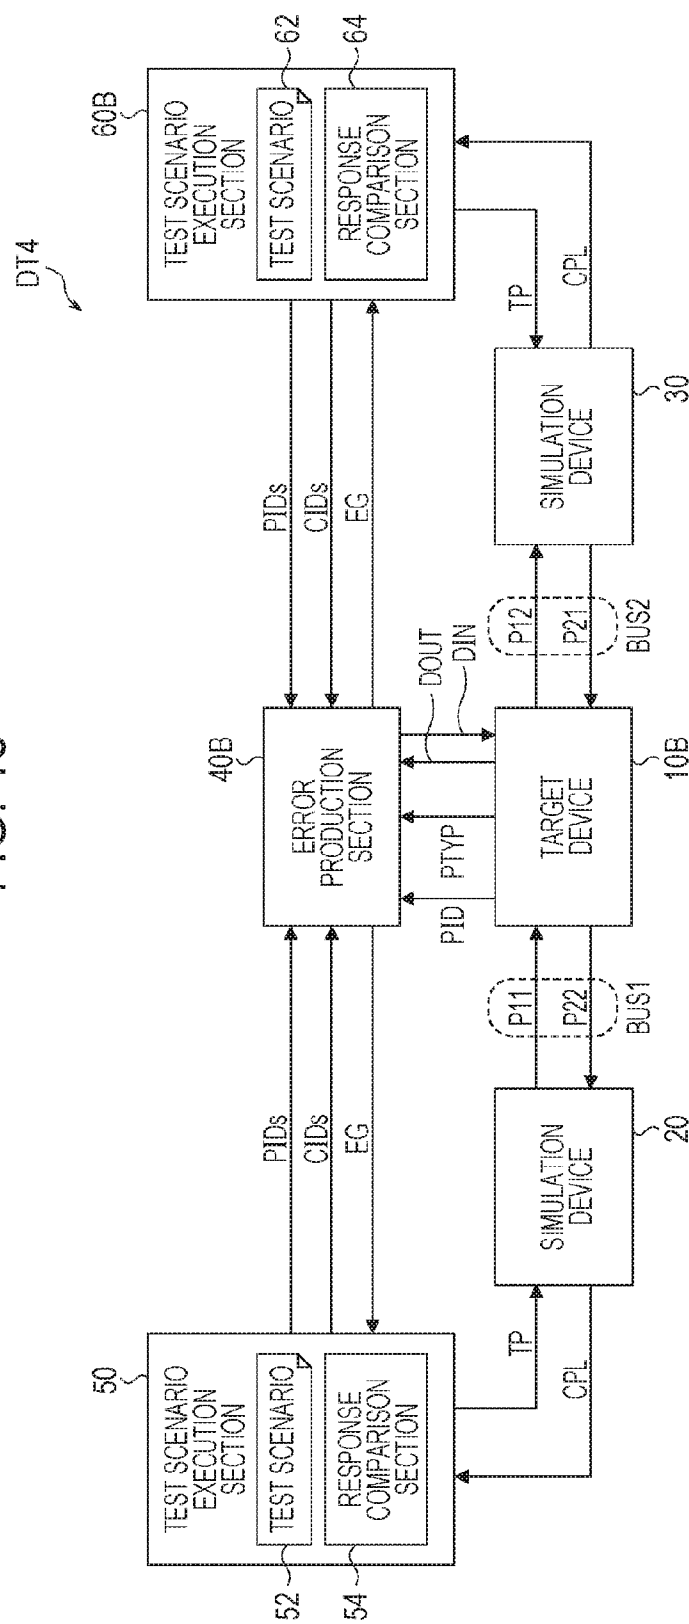 DT4
50
TEST SCENARIO
EXECUTION
SECTION
TEST SCENARIO
52
RESPONSE
COMPARISON
SECTION
54
PIDs
CIDs
EG
40B
ERROR
PRODUCTION
SECTION
PIDs
CIDs
EG
60B
TEST SCENARIO
EXECUTION
SECTION
TEST SCENARIO
62
RESPONSE
COMPARISON
SECTION
64
PID
PTYP
DOUT
DIN
TP
CPL
SIMULATION
DEVICE
20
P11
P22
BUS1
TARGET
DEVICE
10B
P12
P21
BUS2
SIMULATION
DEVICE
30
TP
CPL